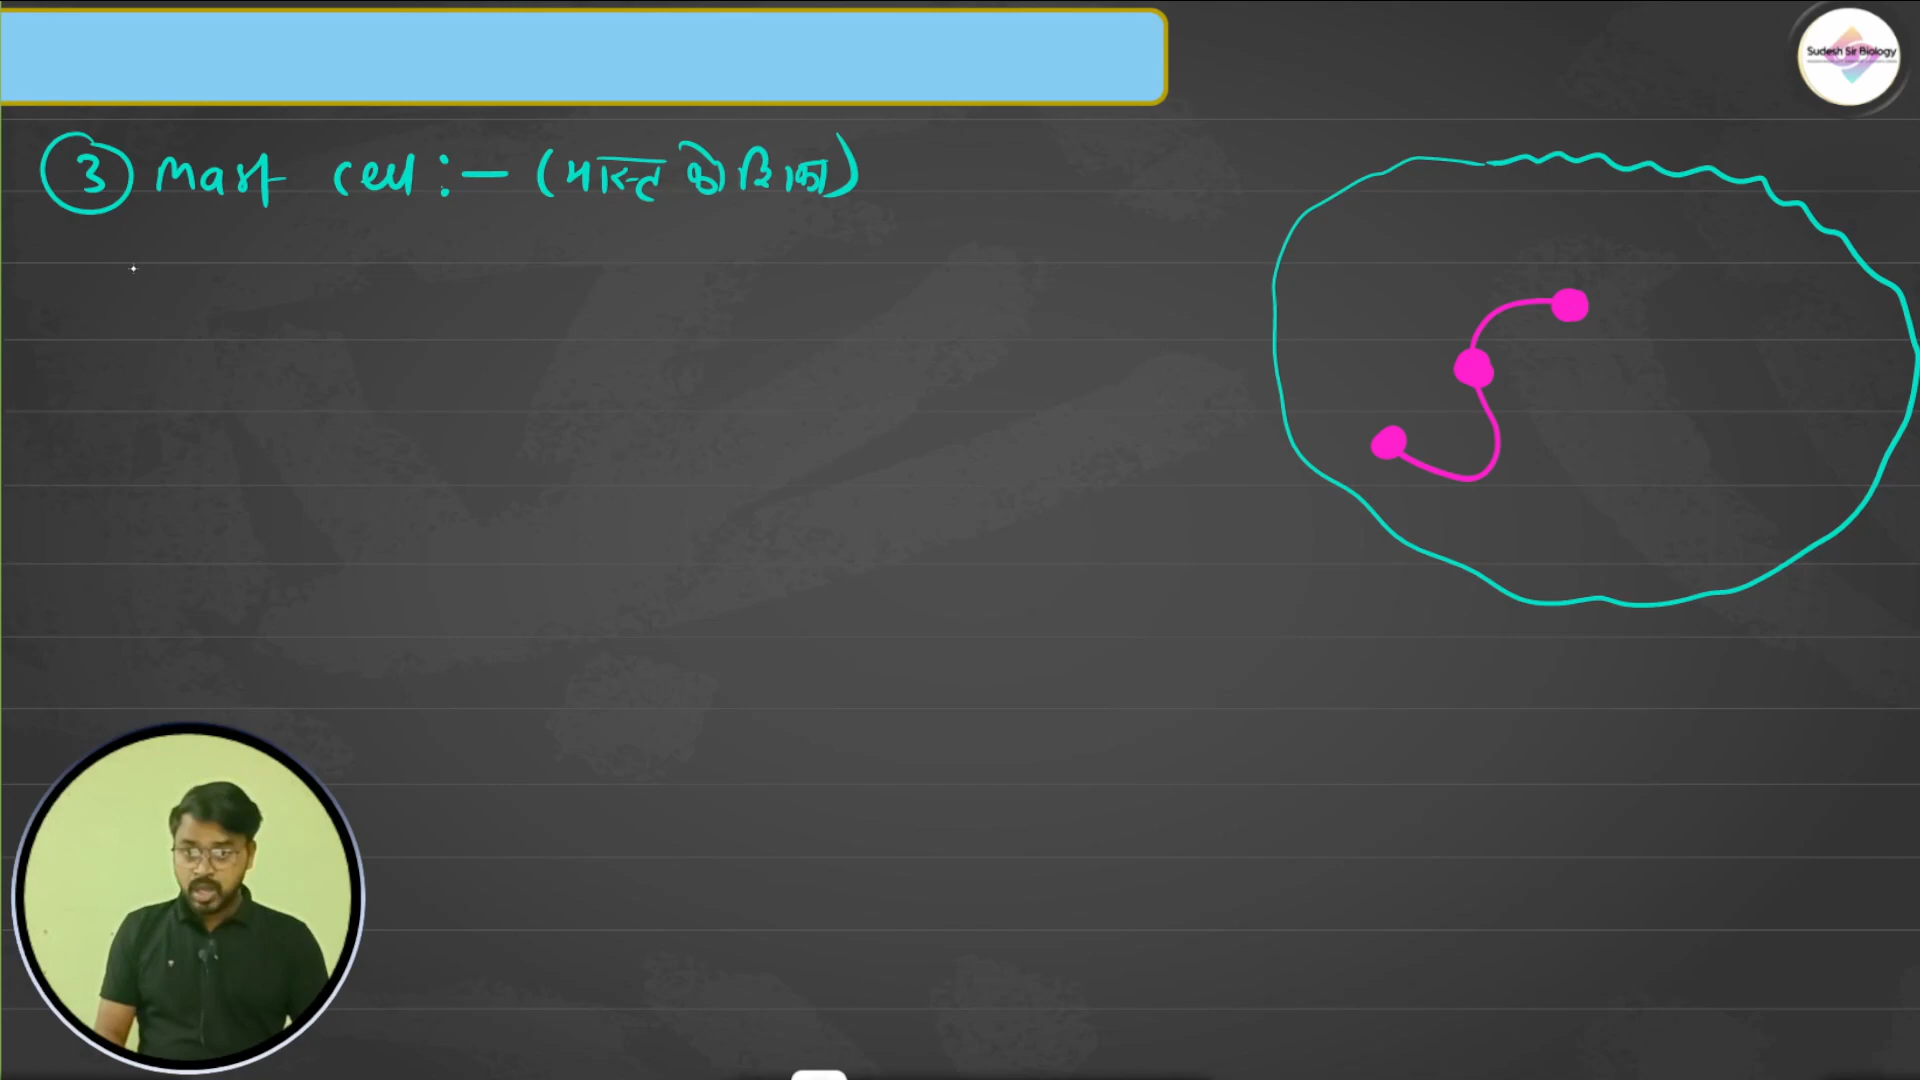 3 Mast cell :- (मास्ट कोशिका)
Sudesh Sir Biology